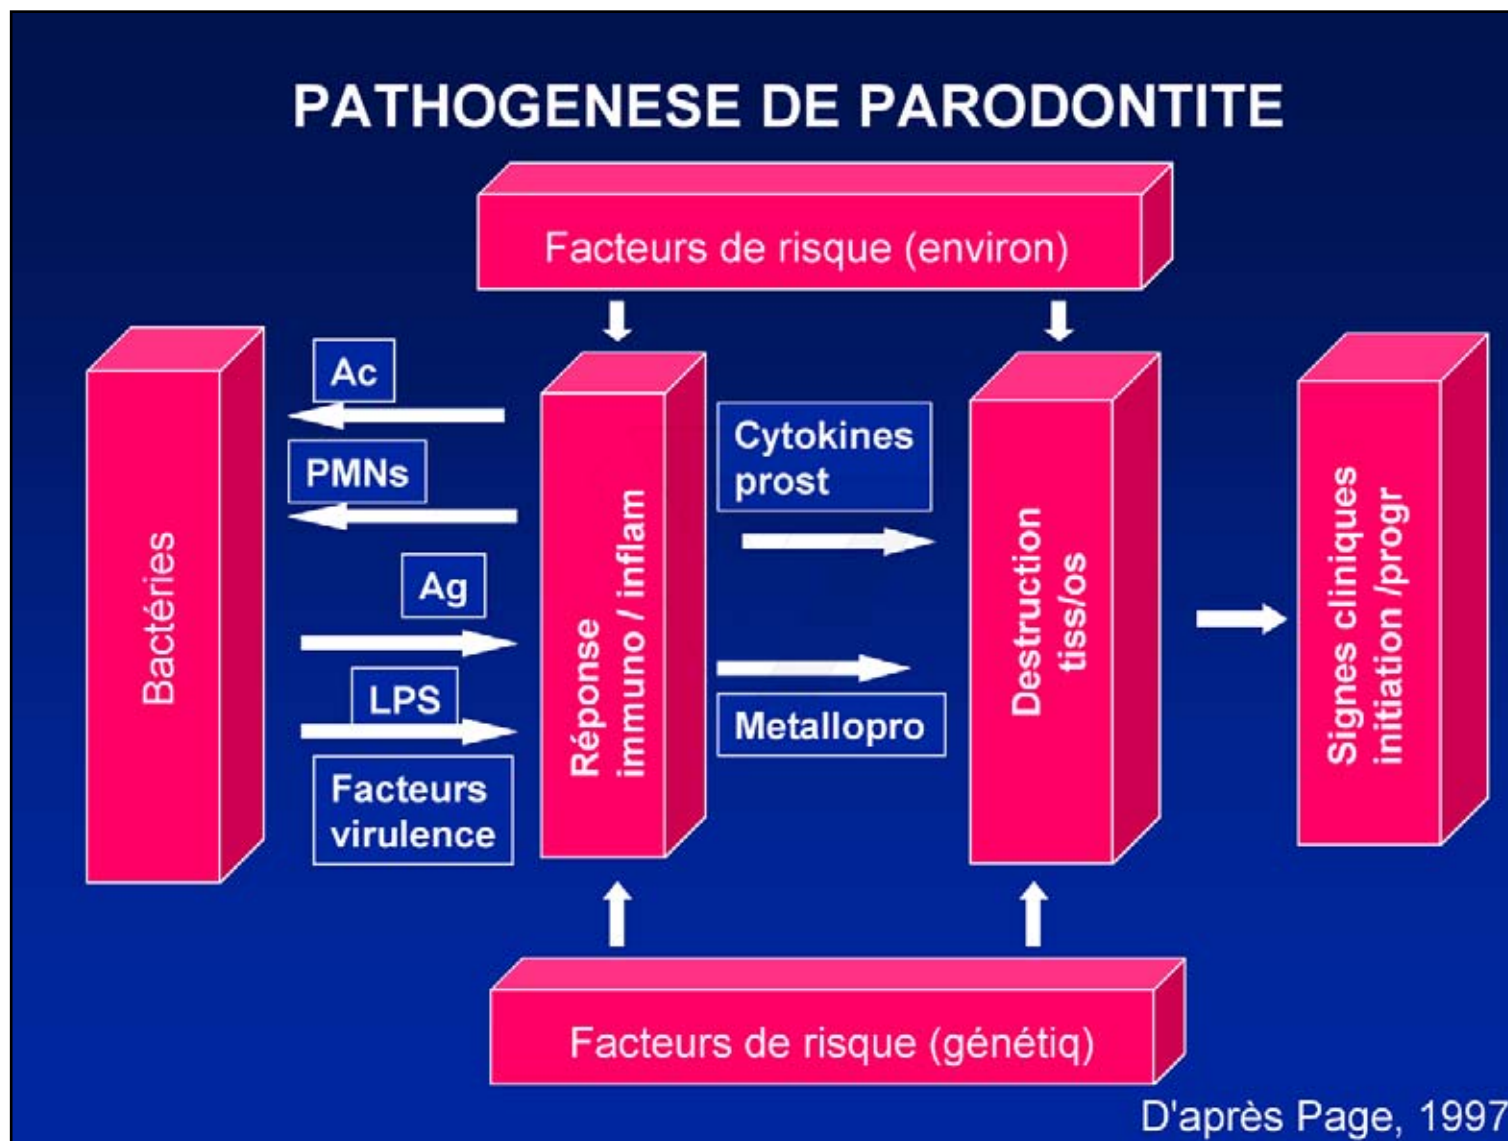 PATHOGENESE DE PARODONTITE
Facteurs de risque (environ)
Bactéries
Ac
PMNs
Ag
LPS
Facteurs
virulence
Réponse
immuno / inflam
Cytokines
prost
Metallopro
Destruction
tiss/os
Signes cliniques
initiation /progr
Facteurs de risque (génétiq)
D'après Page, 1997